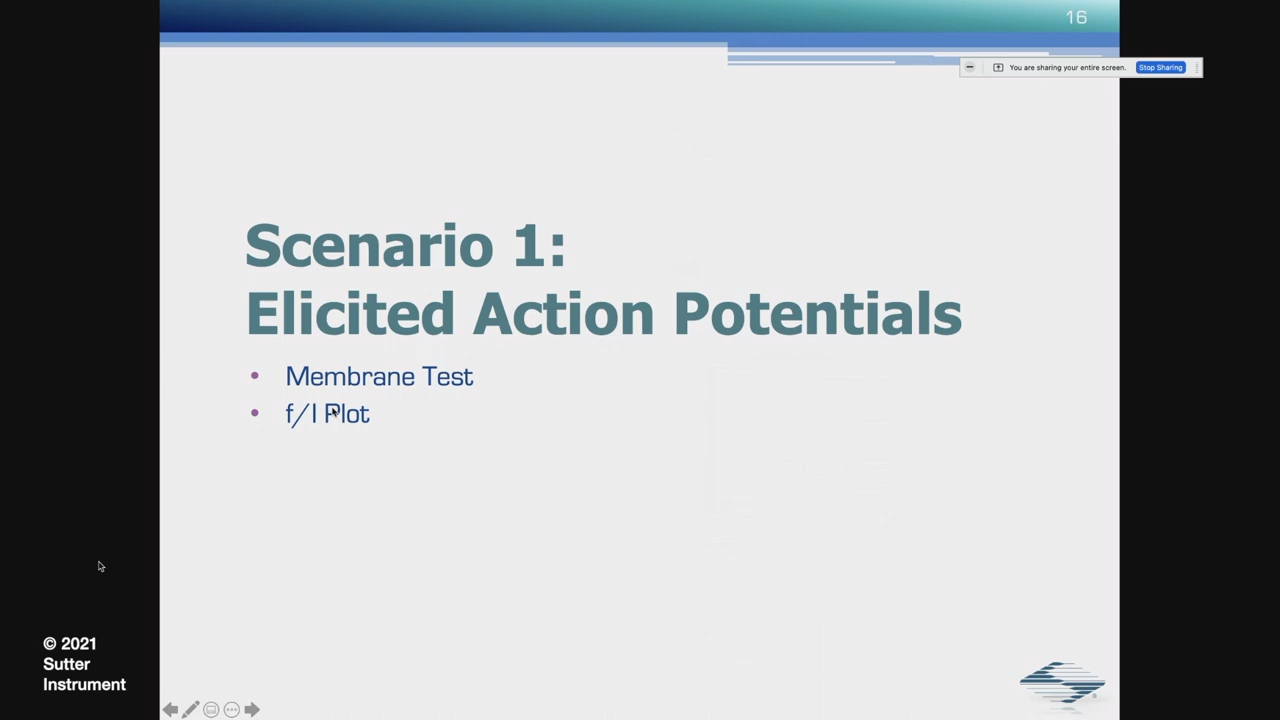 16
You are sharing your entire screen.
Stop Sharing
Scenario 1:
Elicited Action Potentials
• Membrane Test
• f/I Plot
© 2021
Sutter
Instrument